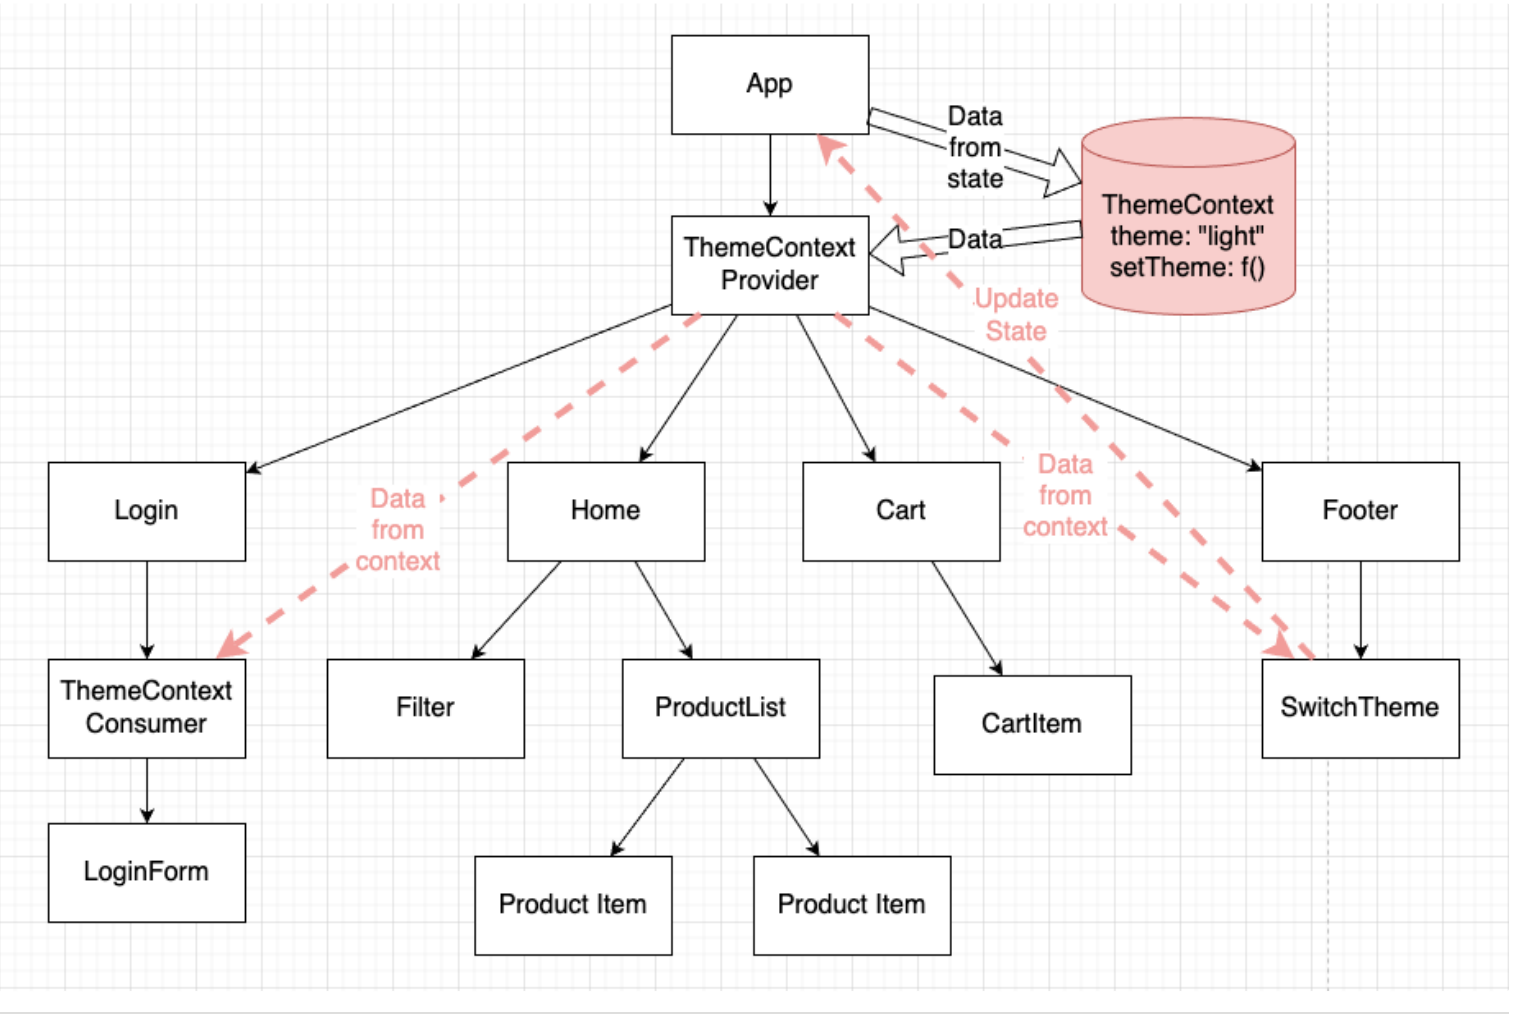 App
Data
from
state
ThemeContext
theme: "light"
setTheme: f()
ThemeContext
Provider
Data
Update
State
Login
Data
from
context
Home
Cart
Data
from
context
Footer
ThemeContext
Consumer
Filter
ProductList
CartItem
SwitchTheme
LoginForm
Product Item
Product Item